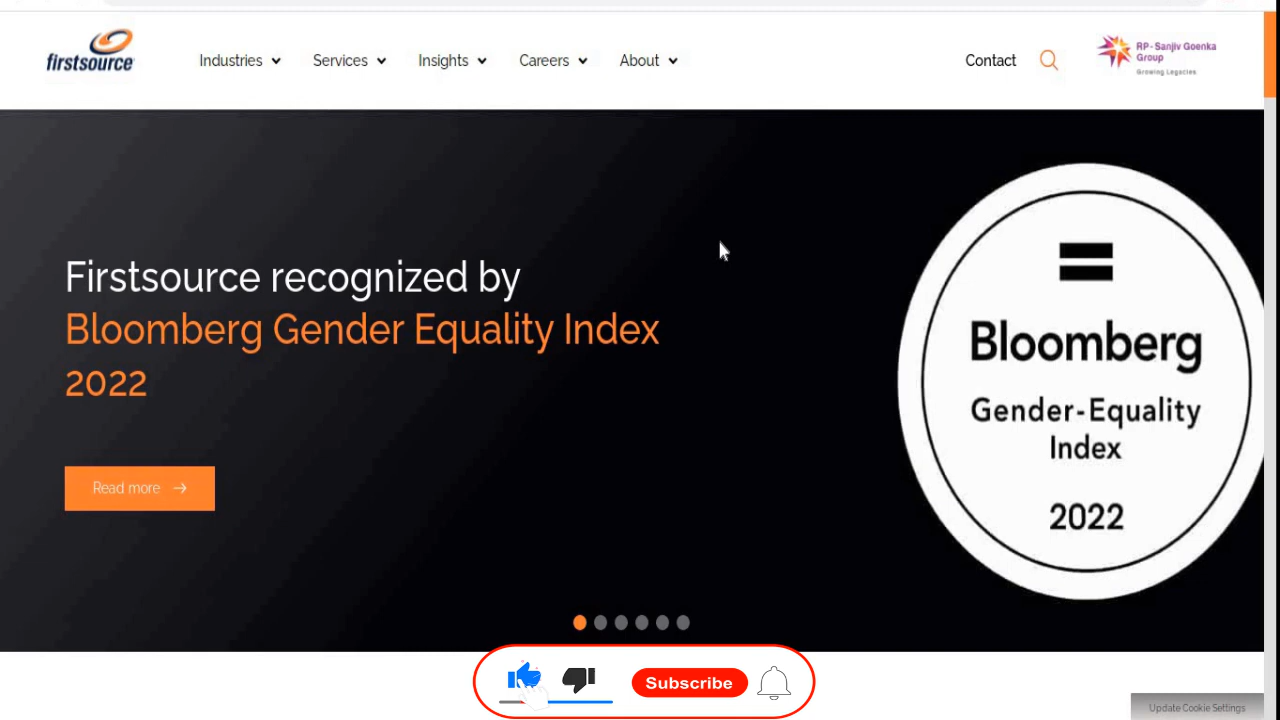 firstsource
Industries
Services
Insights
Careers
About
Contact
RP-Sanjiv Goenka
Group
Growing Legacies
Firstsource recognized by
Bloomberg Gender Equality Index
2022
Read more
=
Bloomberg
Gender-Equality
Index
2022
Subscribe
Update Cookie Settings